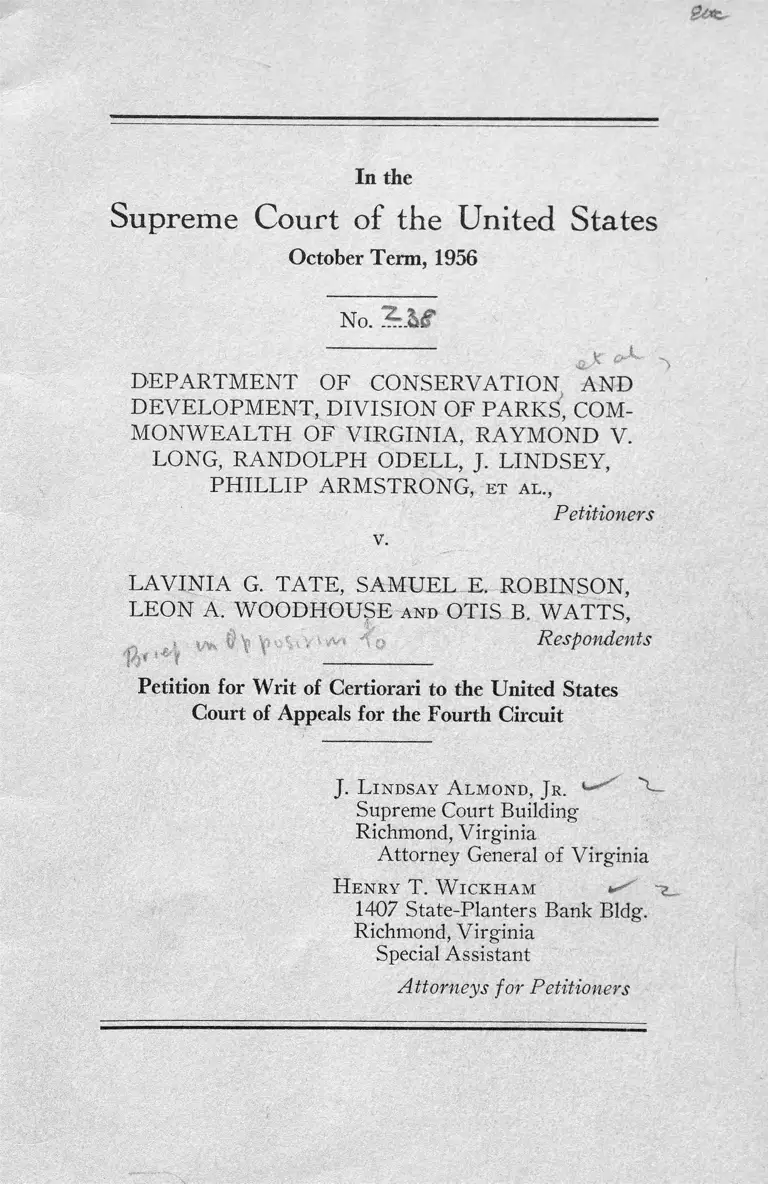 In the
Supreme Court of the United States
October Term, 1956
No. 238
et al,
DEPARTMENT OF CONSERVATION, AND
DEVELOPMENT, DIVISION OF PARKS, COM-
MONWEALTH OF VIRGINIA, RAYMOND V.
LONG, RANDOLPH ODELL, J. LINDSEY,
PHILLIP ARMSTRONG, ET AL.,
Petitioners
v.
LAVINIA G. TATE, SAMUEL E. ROBINSON,
LEON A. WOODHOUSE AND OTIS B. WATTS,
Respondents
Brief in Opposition to
Petition for Writ of Certiorari to the United States
Court of Appeals for the Fourth Circuit
J. LINDSAY ALMOND, JR. 2
Supreme Court Building
Richmond, Virginia
Attorney General of Virginia
HENRY T. WICKHAM 2
1407 State-Planters Bank Bldg.
Richmond, Virginia
Special Assistant
Attorneys for Petitioners